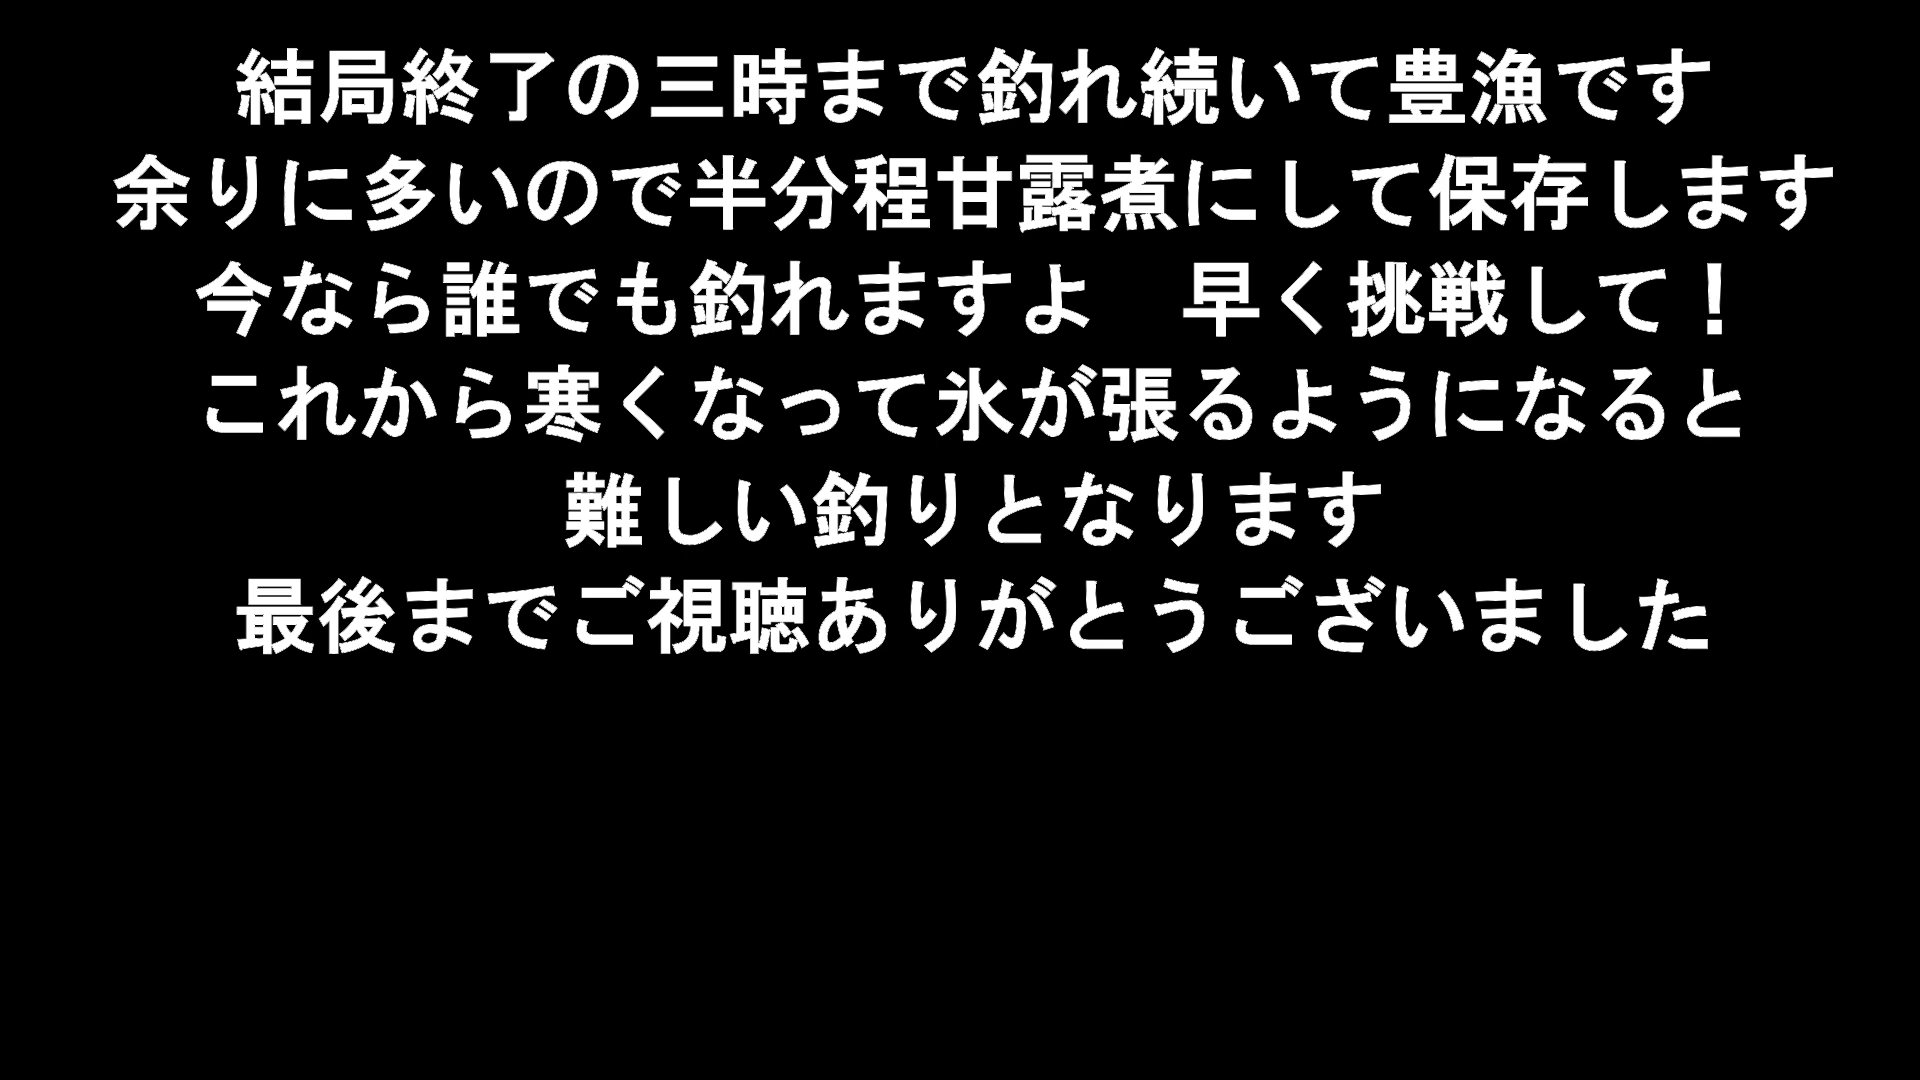 結局終了の三時まで釣れ続いて豊漁です
余りに多いので半分程甘露煮にして保存します
今なら誰でも釣れますよ　早く挑戦して！
これから寒くなって氷が張るようになると
難しい釣りとなります
最後までご視聴ありがとうございました